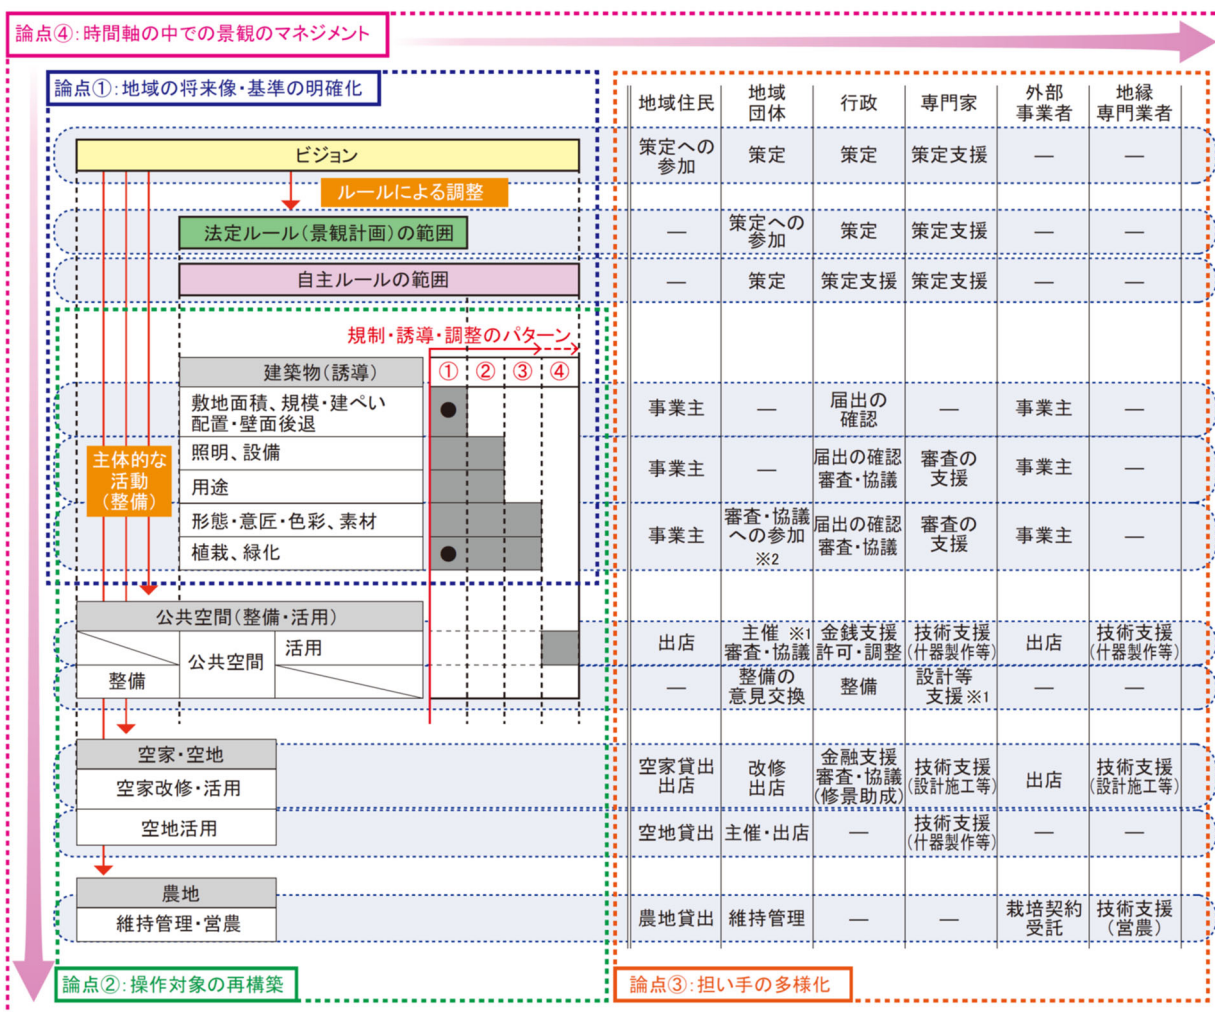 論点④：時間軸の中での景観のマネジメント
論点①：地域の将来像・基準の明確化
地域住民
地域
団体
行政
専門家
外部
事業者
地縁
専門業者
ビジョン
策定への
参加
策定
策定
策定支援
—
—
ルールによる調整
法定ルール（景観計画）の範囲
—
策定への
参加
策定
策定支援
—
—
自主ルールの範囲
—
策定
策定支援
策定支援
—
—
規制・誘導・調整のパターン
建築物（誘導）
①
②
③
④
敷地面積、規模・建ぺい
配置・壁面後退
●
事業主
—
届出の
確認
—
事業主
—
主体的な
活動
（整備）
照明、設備
用途
事業主
—
届出の確認
審査・協議
審査の
支援
事業主
—
形態・意匠・色彩、素材
植栽、緑化
●
事業主
審査・協議
への参加
※2
届出の確認
審査・協議
審査の
支援
事業主
—
公共空間（整備・活用）
公共空間
活用
出店
主催 ※1
審査・協議
金銭支援
許可・調整
技術支援
（什器製作等）
出店
技術支援
（什器製作等）
整備
—
整備の
意見交換
整備
設計等
支援※1
—
—
空家・空地
空家改修・活用
空家貸出
出店
改修
出店
金融支援
審査・協議
（修景助成）
技術支援
（設計施工等）
出店
技術支援
（設計施工等）
空地活用
空地貸出
主催・出店
—
技術支援
（什器製作等）
—
—
農地
維持管理・営農
農地貸出
維持管理
—
—
栽培契約
受託
技術支援
（営農）
論点②：操作対象の再構築
論点③：担い手の多様化